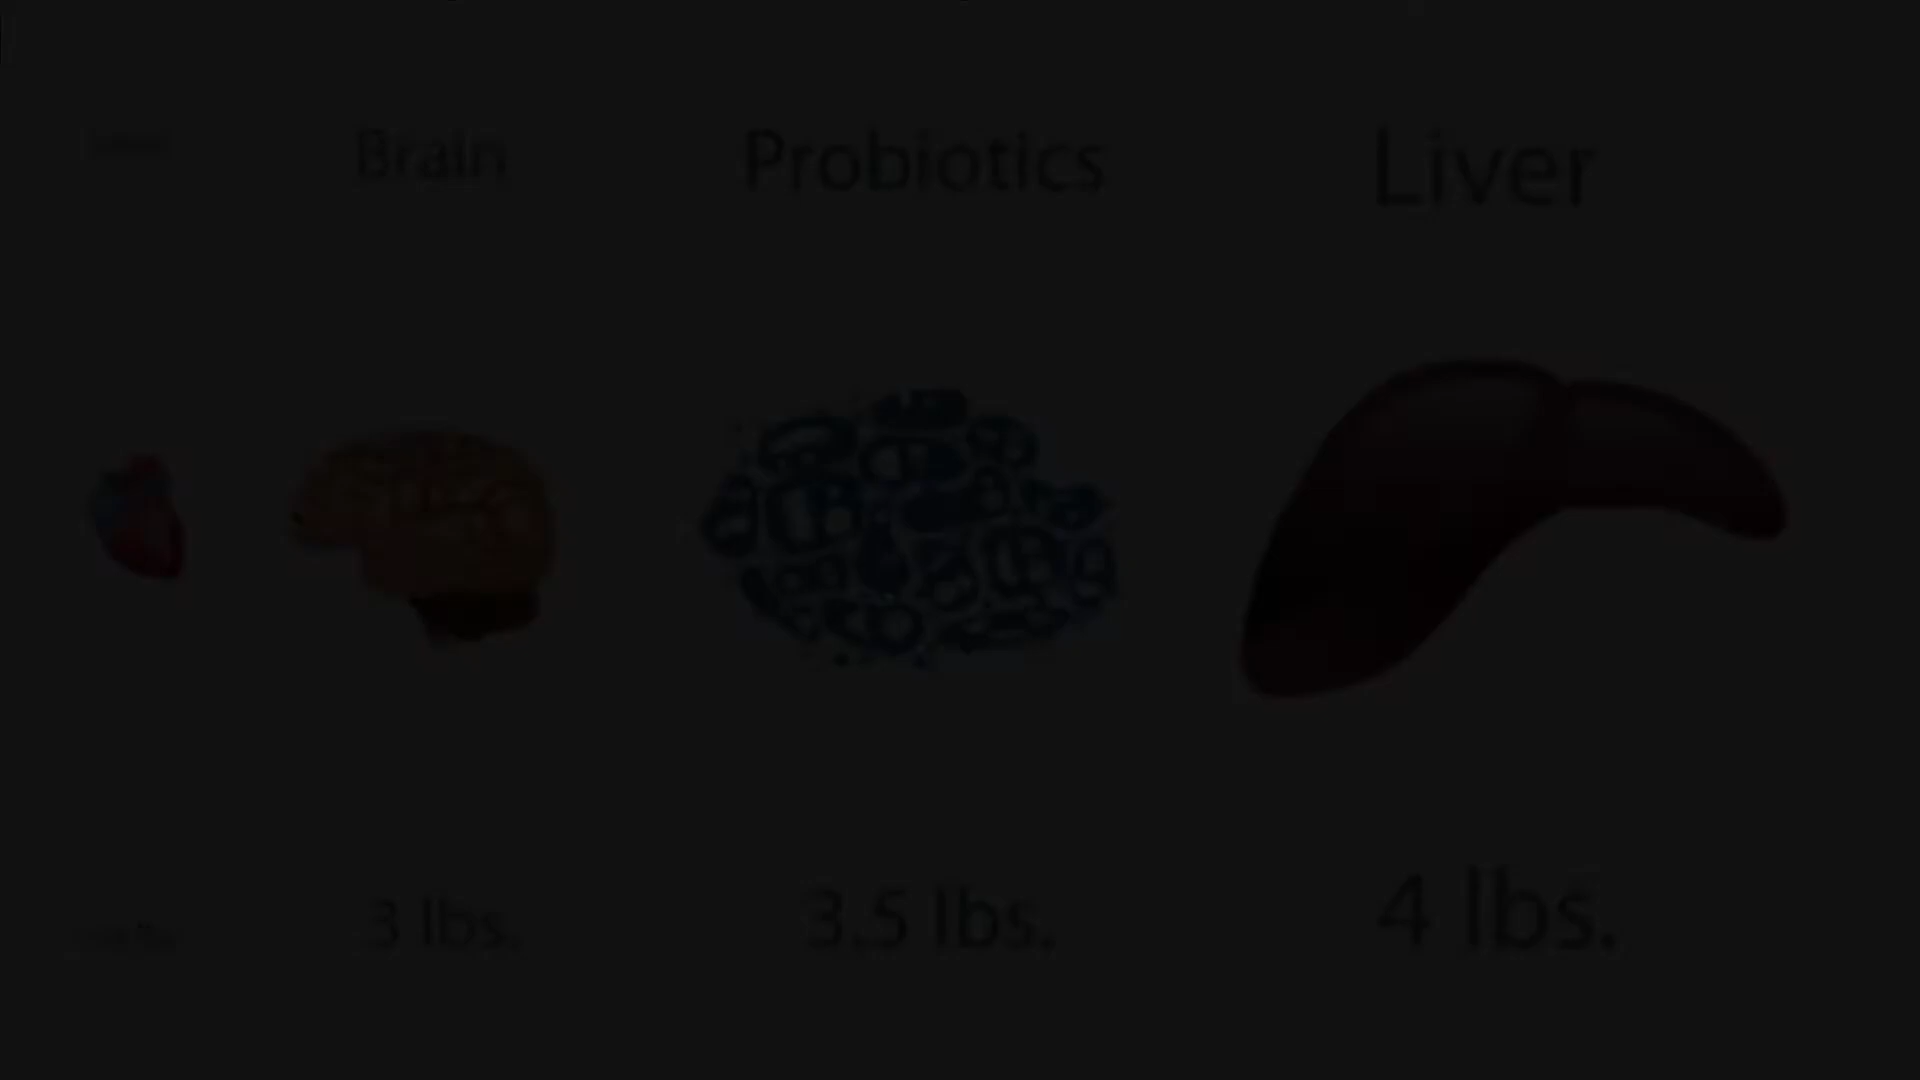 Brain
Probiotics
Liver
3 lbs.
3.5 lbs.
4 lbs.